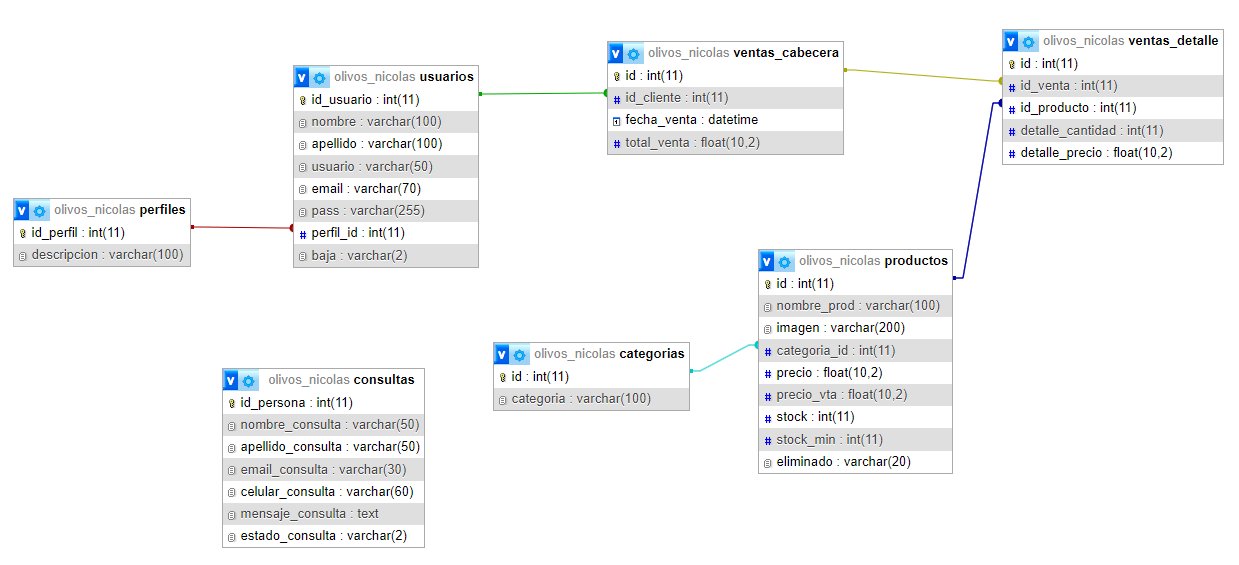 olivos_nicolas perfiles
id_perfil : int(11)
descripcion : varchar(100)
olivos_nicolas usuarios
id_usuario : int(11)
nombre : varchar(100)
apellido : varchar(100)
usuario : varchar(50)
email : varchar(70)
pass : varchar(255)
perfil_id : int(11)
baja : varchar(2)
olivos_nicolas ventas_cabecera
id : int(11)
id_cliente : int(11)
fecha_venta : datetime
total_venta : float(10,2)
olivos_nicolas ventas_detalle
id : int(11)
id_venta : int(11)
id_producto : int(11)
detalle_cantidad : int(11)
detalle_precio : float(10,2)
olivos_nicolas consultas
id_persona : int(11)
nombre_consulta : varchar(50)
apellido_consulta : varchar(50)
email_consulta : varchar(30)
celular_consulta : varchar(60)
mensaje_consulta : text
estado_consulta : varchar(2)
olivos_nicolas categorias
id : int(11)
categoria : varchar(100)
olivos_nicolas productos
id : int(11)
nombre_prod : varchar(100)
imagen : varchar(200)
categoria_id : int(11)
precio : float(10,2)
precio_vta : float(10,2)
stock : int(11)
stock_min : int(11)
eliminado : varchar(20)